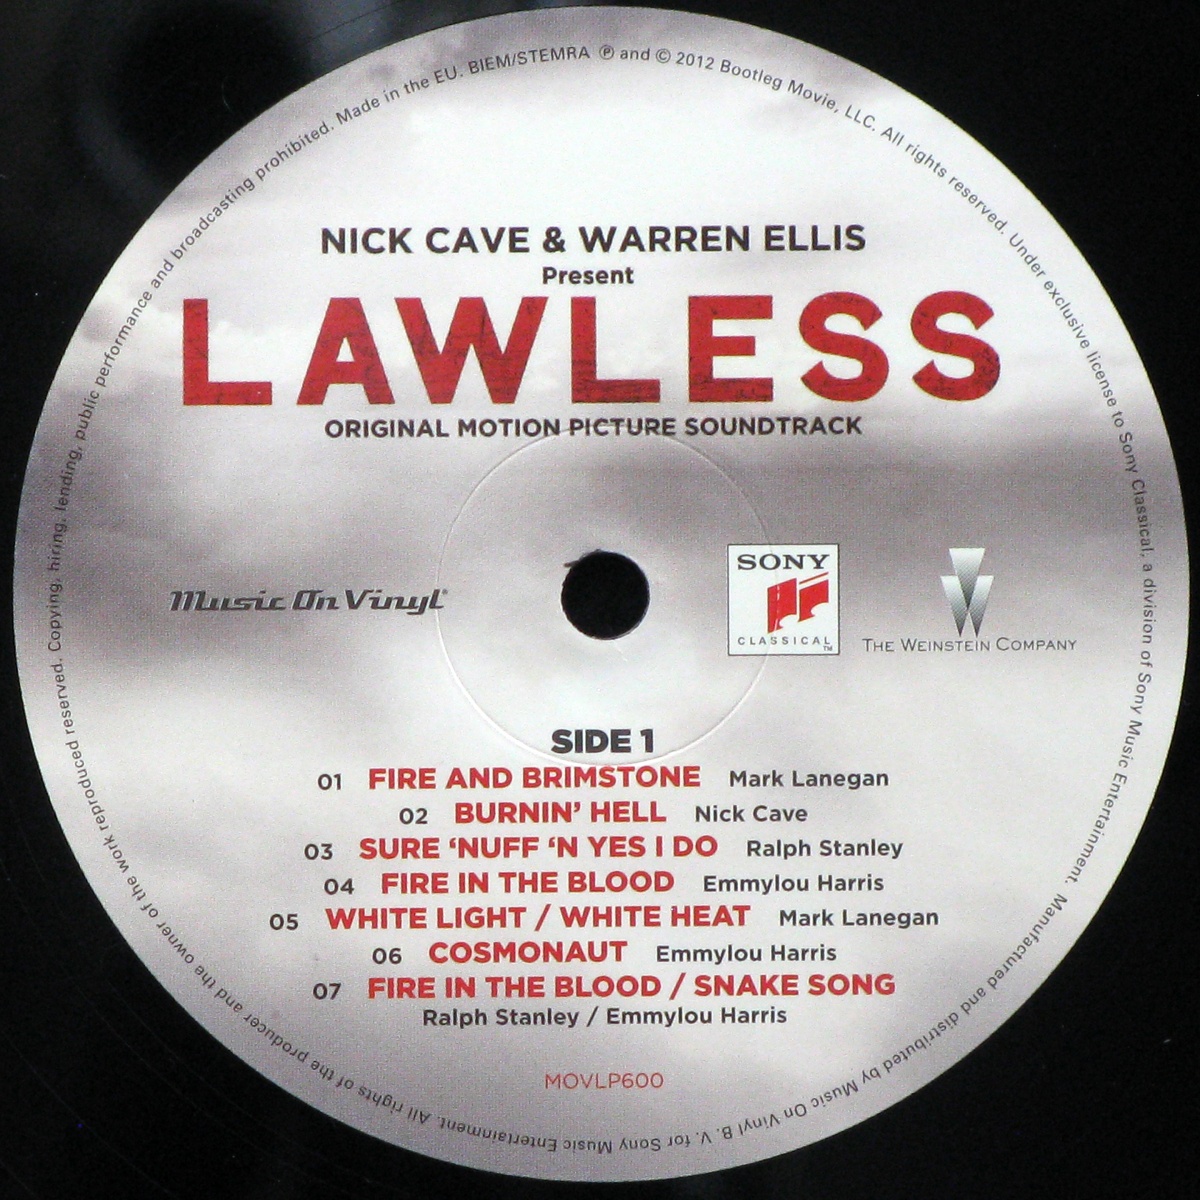 NICK CAVE & WARREN ELLIS
Present
LAWLESS
ORIGINAL MOTION PICTURE SOUNDTRACK
Music On Vinyl®
SONY
CLASSICAL™
THE WEINSTEIN COMPANY
SIDE 1
01 FIRE AND BRIMSTONE Mark Lanegan
02 BURNIN’ HELL Nick Cave
03 SURE ‘NUFF ‘N YES I DO Ralph Stanley
04 FIRE IN THE BLOOD Emmylou Harris
05 WHITE LIGHT / WHITE HEAT Mark Lanegan
06 COSMONAUT Emmylou Harris
07 FIRE IN THE BLOOD / SNAKE SONG
Ralph Stanley / Emmylou Harris
MOVLP600
℗ and © 2012 Bootleg Movie, LLC. All rights reserved. Under exclusive license to Sony Classical, a division of Sony Music Entertainment. Manufactured and distributed by Music On Vinyl B. V. for Sony Music Entertainment. All rights of the producer and the owner of the work reproduced reserved. Copying, hiring, lending, public performance and broadcasting prohibited. Made in the EU. BIEM/STEMRA